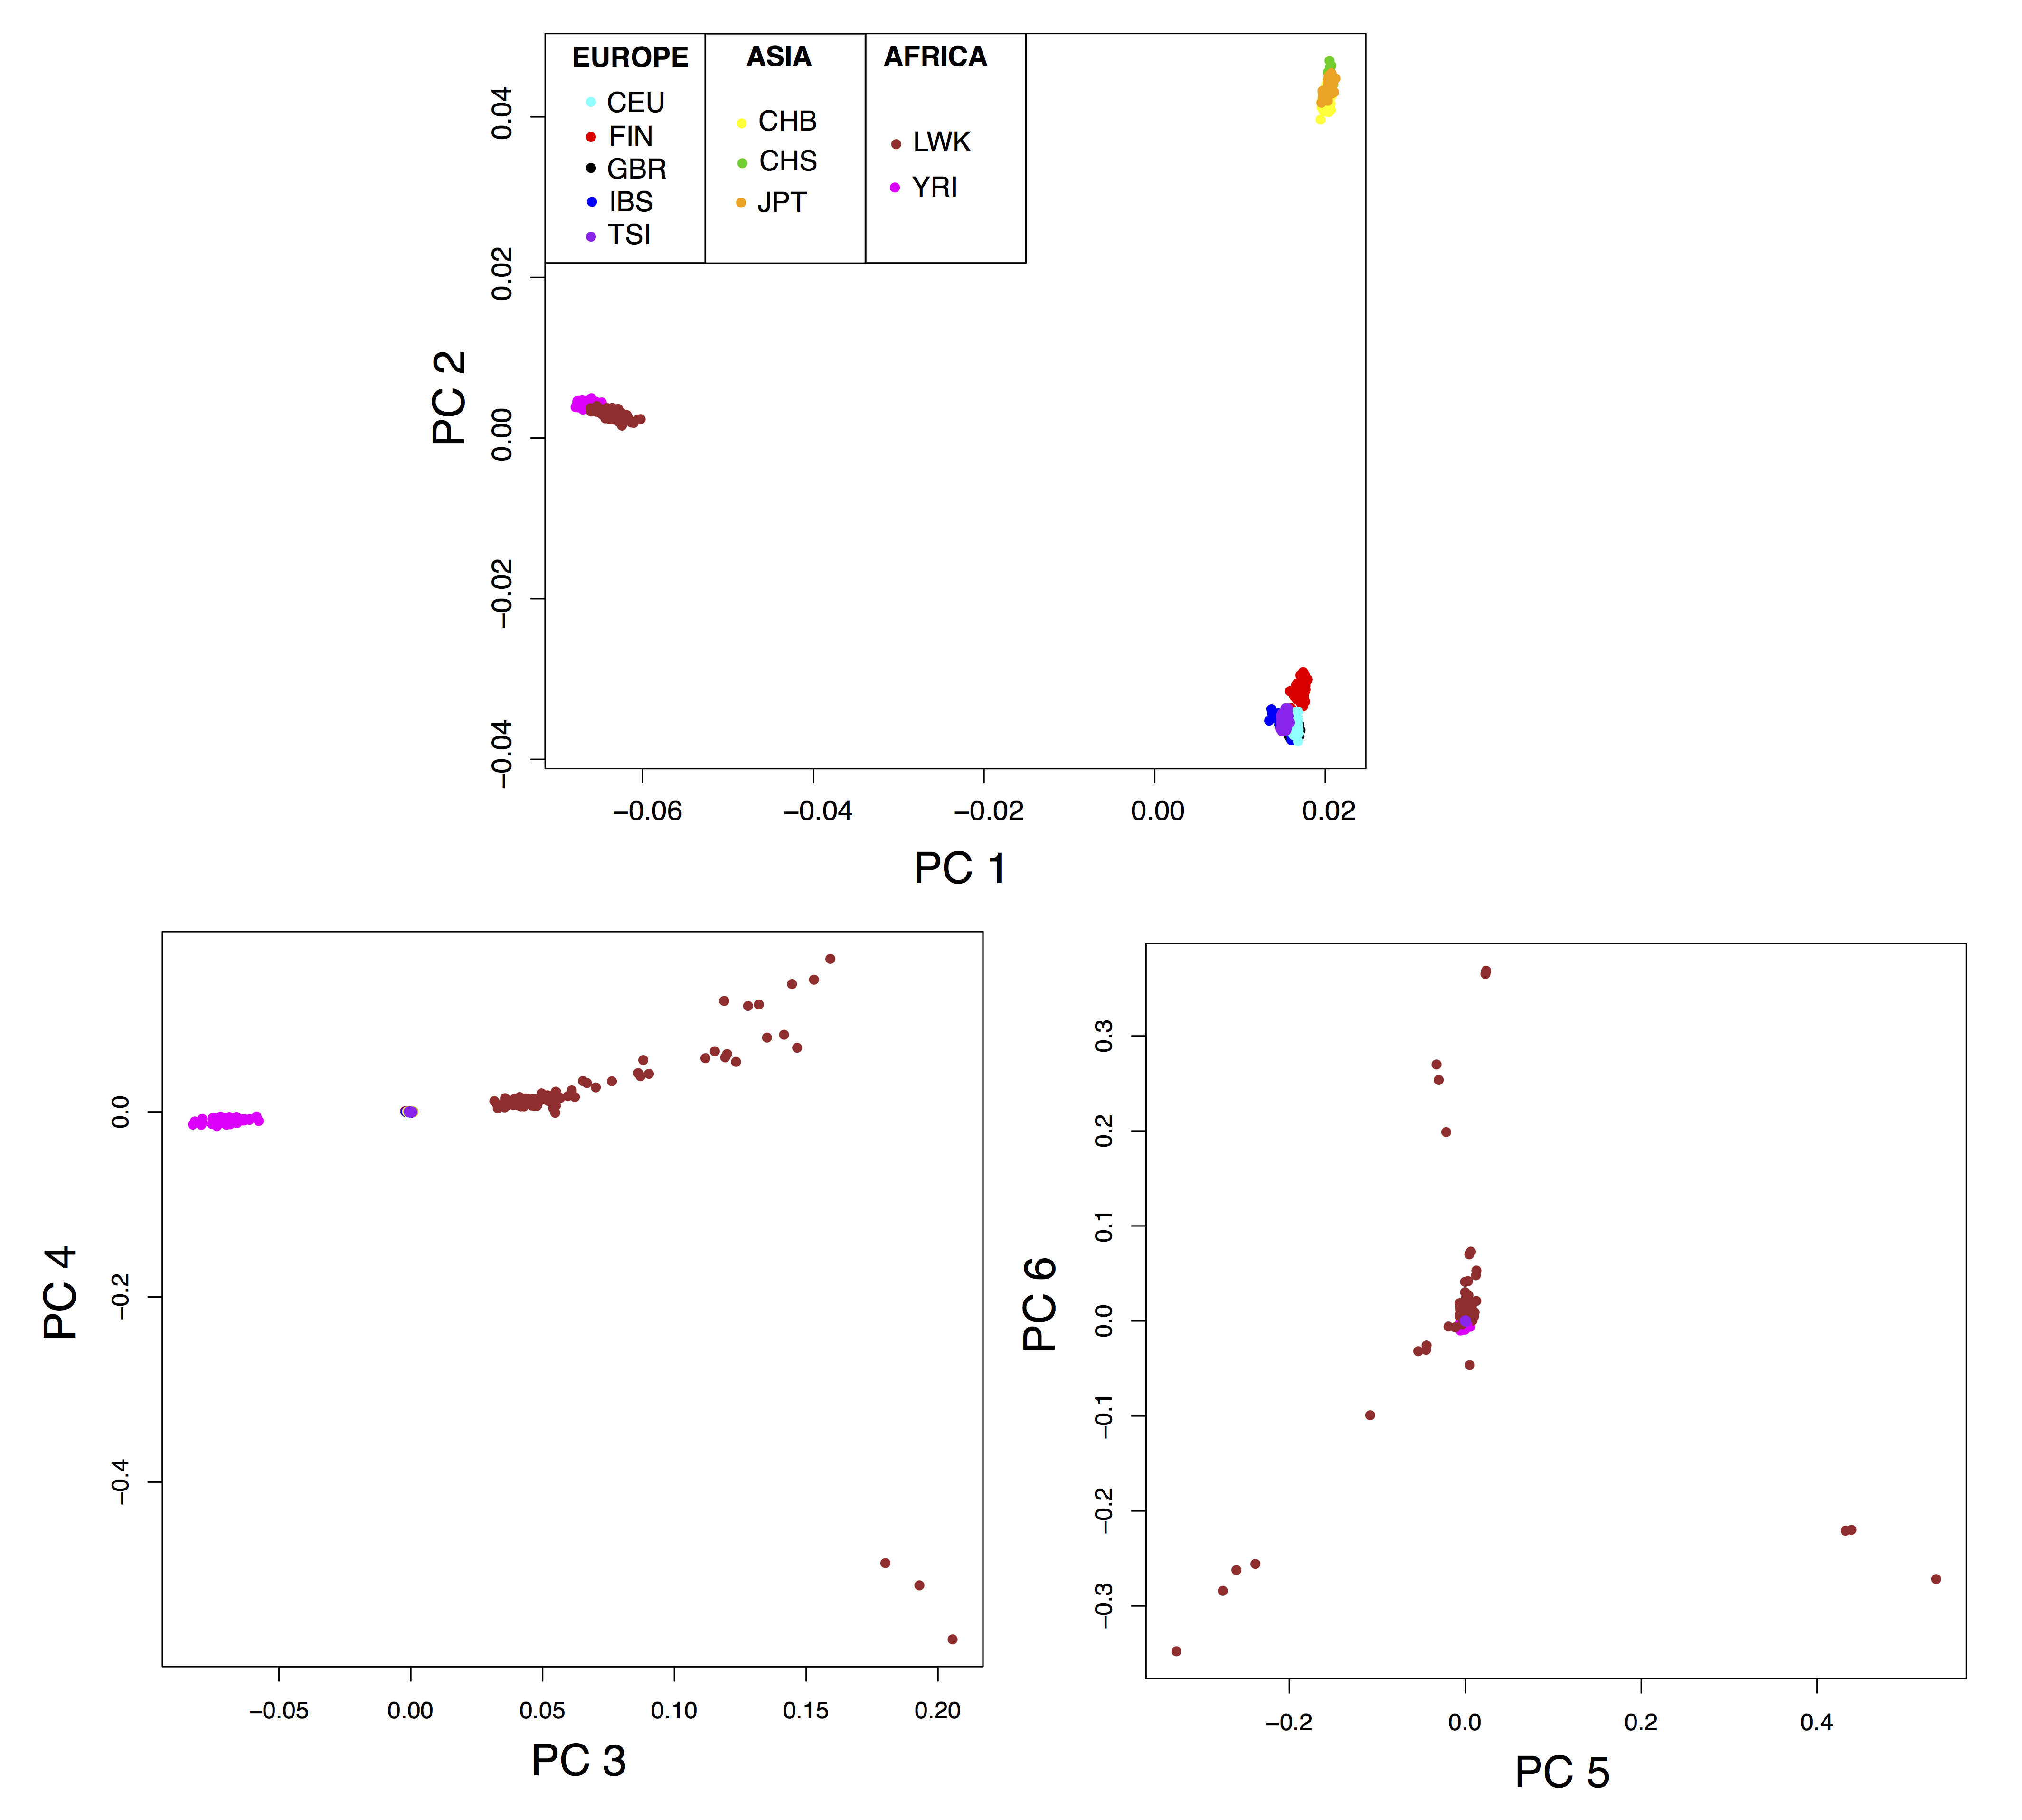 EUROPE ASIA AFRICA
CEU
FIN
GBR
IBS
TSI
CHB
CHS
JPT
LWK
YRI
0.04
0.02
0.00
−0.02
−0.04
PC 2
−0.06 −0.04 −0.02 0.00 0.02
PC 1
0.0
−0.2
−0.4
PC 4
−0.05 0.00 0.05 0.10 0.15 0.20
PC 3
0.3
0.2
0.1
0.0
−0.1
−0.2
−0.3
PC 6
−0.2 0.0 0.2 0.4
PC 5